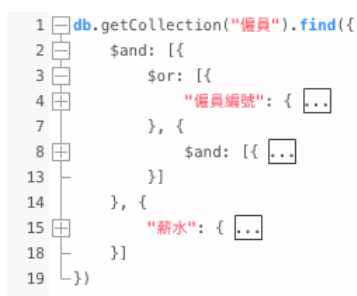 1 db.getCollection("僱員").find({
2 $and: [{
3 $or: [{
4 "僱員編號": { ...
7 }, {
8 $and: [{ ...
13 }]
14 }, {
15 "薪水": { ...
18 }]
19 })